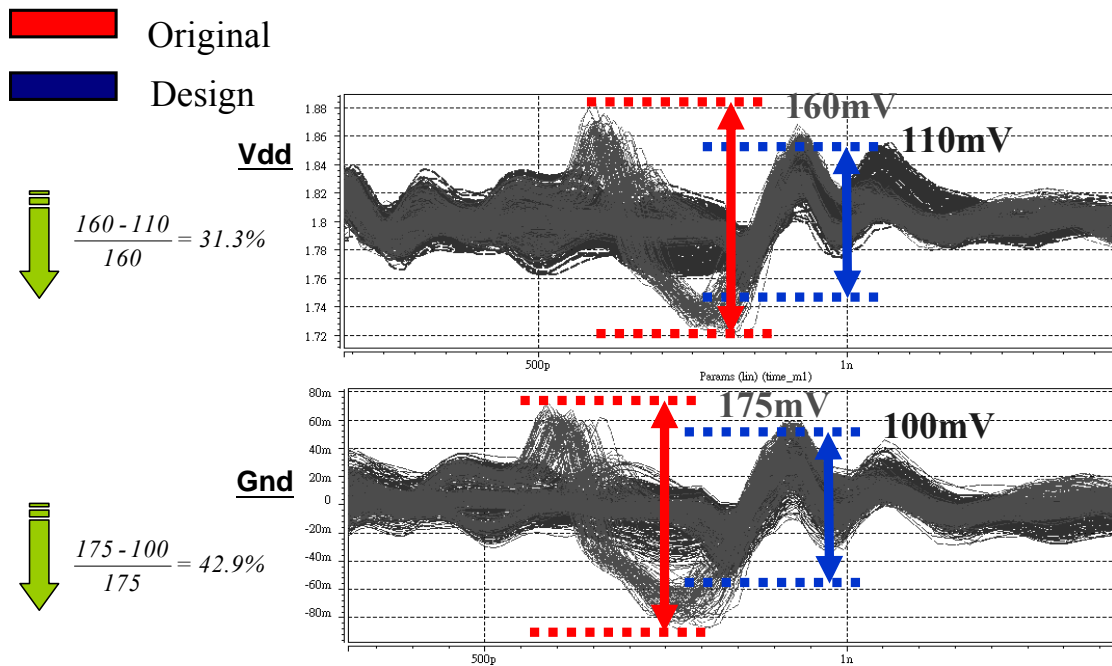 Original
Design
Vdd
160 - 110
160
= 31.3%
1.88
1.86
1.84
1.82
1.8
1.78
1.76
1.74
1.72
160mV
110mV
500p
1n
Params (lin) (time_m1)
Gnd
175 - 100
175
= 42.9%
80m
60m
40m
20m
0
-20m
-40m
-60m
-80m
175mV
100mV
500p
1n